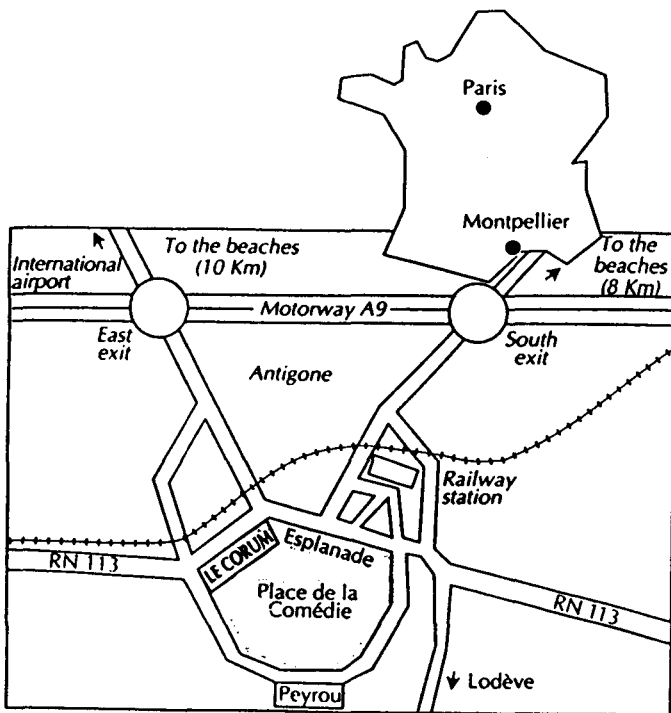 Paris
Montpellier
To the beaches
(10 Km)
To the
beaches
(8 Km)
International
airport
Motorway A9
East
exit
South
exit
Antigone
Railway
station
LE CORUM
Esplanade
RN 113
Place de la
Comédie
RN 113
Peyrou
Lodève